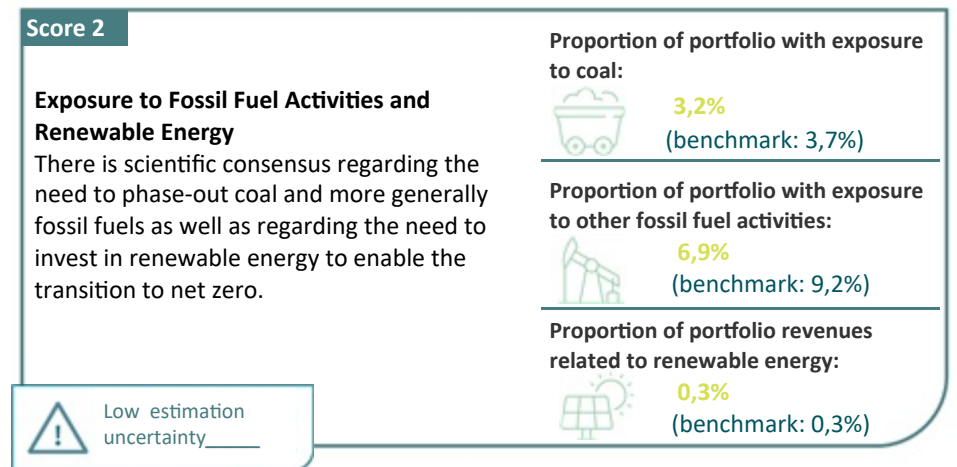 Score 2
Exposure to Fossil Fuel Activities and
Renewable Energy
There is scientific consensus regarding the
need to phase-out coal and more generally
fossil fuels as well as regarding the need to
invest in renewable energy to enable the
transition to net zero.
Low estimation
uncertainty_____
Proportion of portfolio with exposure
to coal:
3,2%
(benchmark: 3,7%)
Proportion of portfolio with exposure
to other fossil fuel activities:
6,9%
(benchmark: 9,2%)
Proportion of portfolio revenues
related to renewable energy:
0,3%
(benchmark: 0,3%)